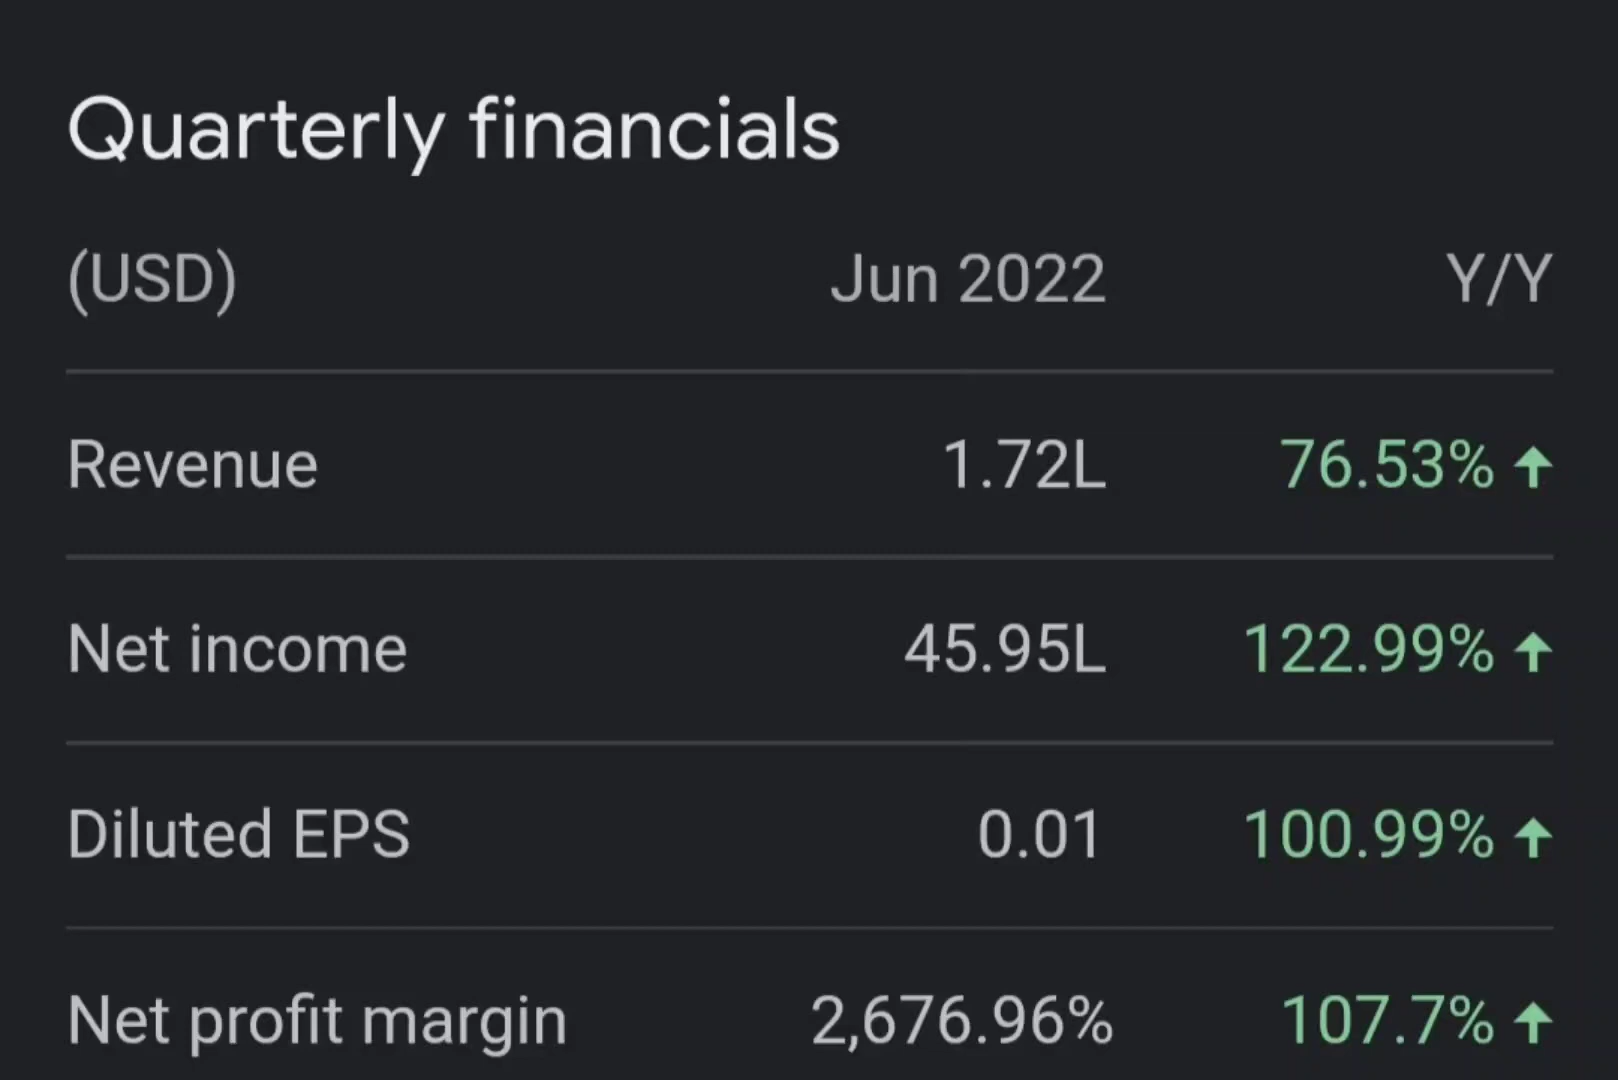 Quarterly financials
(USD) Jun 2022 Y/Y
Revenue 1.72L 76.53% ↑
Net income 45.95L 122.99% ↑
Diluted EPS 0.01 100.99% ↑
Net profit margin 2,676.96% 107.7% ↑